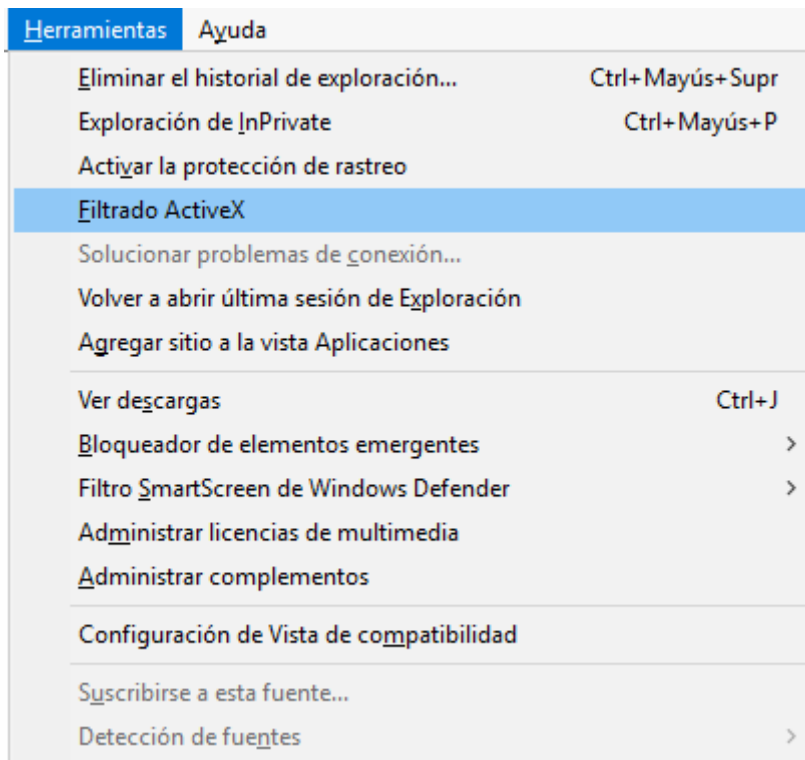 Herramientas Ayuda
Eliminar el historial de exploración... Ctrl+Mayús+Supr
Exploración de InPrivate Ctrl+Mayús+P
Activar la protección de rastreo
Filtrado ActiveX
Solucionar problemas de conexión...
Volver a abrir última sesión de Exploración
Agregar sitio a la vista Aplicaciones
Ver descargas Ctrl+J
Bloqueador de elementos emergentes
Filtro SmartScreen de Windows Defender
Administrar licencias de multimedia
Administrar complementos
Configuración de Vista de compatibilidad
Suscribirse a esta fuente...
Detección de fuentes